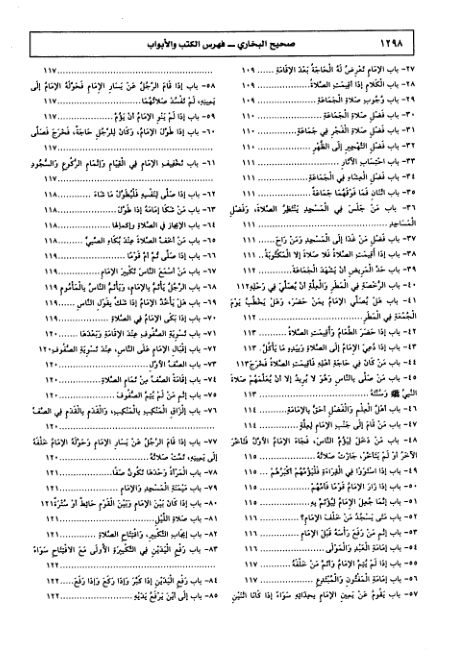 ١٢٩٨
صحيح البخاري ـ فهرس الكتب والأبواب
٢٧- باب الإمام تعرض له الحاجة بعد الإقامة ...... ١٠٩
٢٨- باب الكلام إذا أقيمت الصلاة ...... ١٠٩
٢٩- باب وجوب صلاة الجماعة ...... ١٠٩
٣٠- باب فضل صلاة الجماعة ...... ١١٠
٣١- باب فضل صلاة الفجر في جماعة ...... ١١٠
٣٢- باب فضل التهجير إلى الظهر ...... ١١٠
٣٣- باب احتساب الآثار ...... ١١١
٣٤- باب فضل العشاء في الجماعة ...... ١١١
٣٥- باب اثنان فما فوقهما جماعة ...... ١١١
٣٦- باب من جلس في المسجد ينتظر الصلاة، وفضل
المساجد ...... ١١١
٣٧- باب فضل من غدا إلى المسجد ومن راح ...... ١١١
٣٨- باب إذا أقيمت الصلاة فلا صلاة إلا المكتوبة .. ١١١
٣٩- باب حد المريض أن يشهد الجماعة ...... ١١٢
٤٠- باب الرخصة في المطر والعلة أن يصلي في رحله ١١٢
٤١- باب هل يصلي الإمام بمن حضر، وهل يخطب يوم
الجمعة في المطر ...... ١١٢
٤٢- باب إذا حضر الطعام وأقيمت الصلاة ...... ١١٣
٤٣- باب إذا دعي الإمام إلى الصلاة وبيده ما يأكل . ١١٣
٤٤- باب من كان في حاجة أهله فأقيمت الصلاة فخرج ١١٣
٤٥- باب من صلى بالناس وهو لا يريد إلا أن يعلمهم صلاة
النبي ﷺ وسنته ...... ١١٣
٤٦- باب أهل العلم والفضل أحق بالإمامة ...... ١١٤
٤٧- باب من قام إلى جنب الإمام لعلة ...... ١١٤
٤٨- باب من دخل ليؤم الناس، فجاء الإمام الأول فتأخر
الآخر أو لم يتأخر، جازت صلاته ...... ١١٤
٤٩- باب إذا استووا في القراءة فليؤمهم أكبرهم ... ١١٥
٥٠- باب إذا زار الإمام قوما فأمهم ...... ١١٥
٥١- باب إنما جعل الإمام ليؤتم به ...... ١١٥
٥٢- باب متى يسجد من خلف الإمام؟ ...... ١١٦
٥٣- باب إثم من رفع رأسه قبل الإمام ...... ١١٦
٥٤- باب إمامة العبد والمولى ...... ١١٦
٥٥- باب إذا لم يتم الإمام وأتم من خلفه ...... ١١٧
٥٦- باب إمامة المفتون والمبتدع ...... ١١٧
٥٧- باب يقوم عن يمين الإمام بحذائه سواء إذا كانا اثنين
...... ١١٧
٥٨- باب إذا قام الرجل عن يسار الإمام فحوله الإمام إلى
يمينه، لم تفسد صلاتهما ...... ١١٧
٥٩- باب إذا لم ينو الإمام أن يؤم ...... ١١٧
٦٠- باب إذا طول الإمام، وكان للرجل حاجة، فخرج فصلى
...... ١١٧
٦١- باب تخفيف الإمام في القيام وإتمام الركوع والسجود
...... ١١٧
٦٢- باب إذا صلى لنفسه فليطول ما شاء ...... ١١٨
٦٣- باب من شكا إمامه إذا طول ...... ١١٨
٦٤- باب الإيجاز في الصلاة وإكمالها ...... ١١٨
٦٥- باب من أخف الصلاة عند بكاء الصبي ...... ١١٨
٦٦- باب إذا صلى ثم أم قوما ...... ١١٨
٦٧- باب من أسمع الناس تكبير الإمام ...... ١١٨
٦٨- باب الرجل يأتم بالإمام، ويأتم الناس بالمأموم ١١٩
٦٩- باب هل يأخذ الإمام إذا شك بقول الناس .... ١١٩
٧٠- باب إذا بكى الإمام في الصلاة ...... ١١٩
٧١- باب تسوية الصفوف عند الإقامة وبعدها ... ١٢٠
٧٢- باب إقبال الإمام على الناس، عند تسوية الصفوف ١٢٠
٧٣- باب الصف الأول ...... ١٢٠
٧٤- باب إقامة الصف من تمام الصلاة ...... ١٢٠
٧٥- باب إثم من لم يتم الصفوف ...... ١٢٠
٧٦- باب إلزاق المنكب بالمنكب، والقدم بالقدم في الصف
...... ١٢٠
٧٧- باب إذا قام الرجل عن يسار الإمام وحوله الإمام خلفه
إلى يمينه، تمت صلاته ...... ١٢٠
٧٨- باب المرأة وحدها تكون صفا ...... ١٢١
٧٩- باب ميمنة المسجد والإمام ...... ١٢١
٨٠- باب إذا كان بين الإمام وبين القوم حائط أو سترة ١٢١
٨١- باب صلاة الليل ...... ١٢١
٨٢- باب إيجاب التكبير، وافتتاح الصلاة ...... ١٢١
٨٣- باب رفع اليدين في التكبيرة الأولى مع الافتتاح سواء
...... ١٢٢
٨٤- باب رفع اليدين إذا كبر وإذا ركع وإذا رفع ... ١٢٢
٨٥- باب إلى أين يرفع يديه ...... ١٢٢